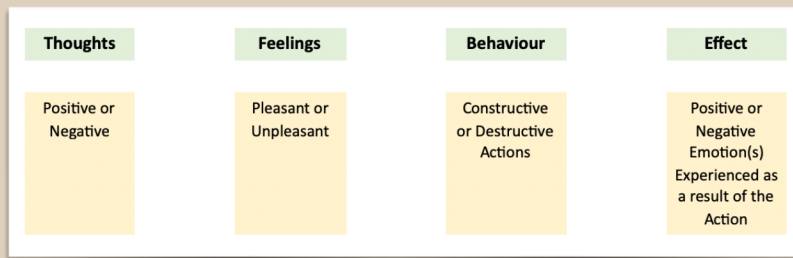 Thoughts
Feelings
Behaviour
Effect
Positive or
Negative
Pleasant or
Unpleasant
Constructive
or Destructive
Actions
Positive or
Negative
Emotion(s)
Experienced as
a result of the
Action